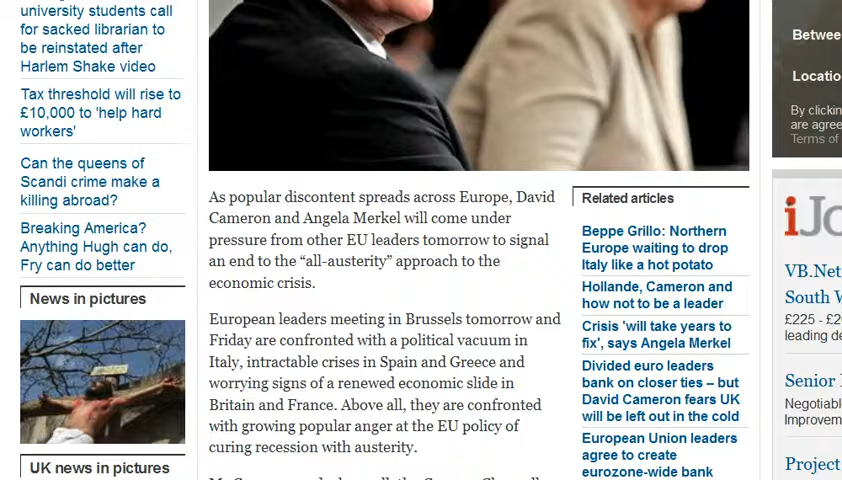 university students call
for sacked librarian to
be reinstated after
Harlem Shake video
Tax threshold will rise to
£10,000 to 'help hard
workers'
Can the queens of
Scandi crime make a
killing abroad?
Breaking America?
Anything Hugh can do,
Fry can do better
News in pictures
UK news in pictures
As popular discontent spreads across Europe, David
Cameron and Angela Merkel will come under
pressure from other EU leaders tomorrow to signal
an end to the “all-austerity” approach to the
economic crisis.
European leaders meeting in Brussels tomorrow and
Friday are confronted with a political vacuum in
Italy, intractable crises in Spain and Greece and
worrying signs of a renewed economic slide in
Britain and France. Above all, they are confronted
with growing popular anger at the EU policy of
curing recession with austerity.
Related articles
Beppe Grillo: Northern
Europe waiting to drop
Italy like a hot potato
Hollande, Cameron and
how not to be a leader
Crisis 'will take years to
fix', says Angela Merkel
Divided euro leaders
bank on closer ties – but
David Cameron fears UK
will be left out in the cold
European Union leaders
agree to create
eurozone-wide bank
Betwee
Locatio
By clickin
are agree
Terms of
iJo
VB.Net
South W
£225 - £2
leading de
Senior
Negotiabl
Improvem
Project